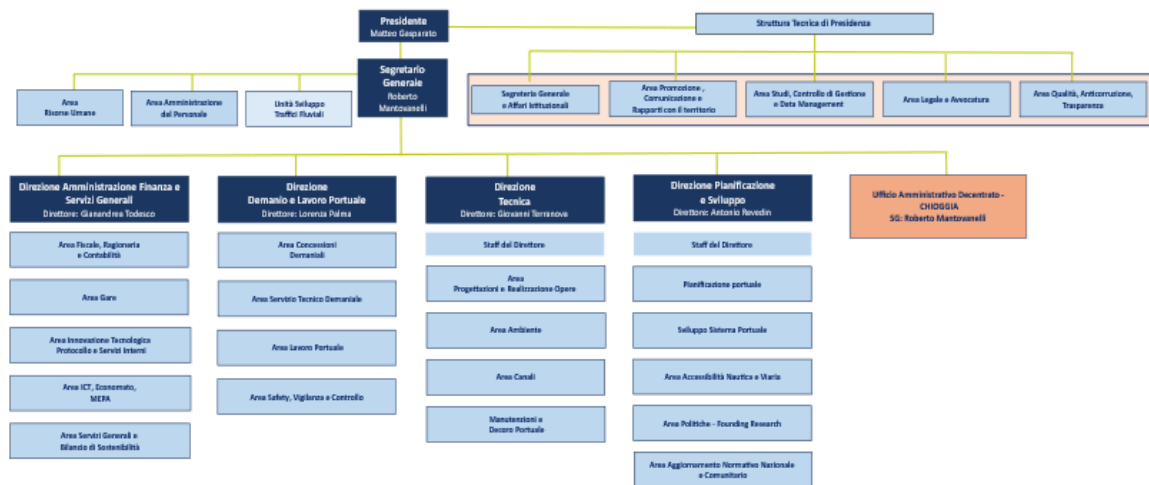 Presidente
Matteo Gasparato
Struttura Tecnica di Presidenza
Segretario
Generale
Roberto
Mantovanelli
Area
Risorse Umane
Area Amministrazione
del Personale
Unità Sviluppo
Traffici Fluviali
Segreteria Generale
e Affari Istituzionali
Area Promozione ,
Comunicazione e
Rapporti con il territorio
Area Studi, Controllo di Gestione
e Data Management
Area Legale e Avvocatura
Area Qualità, Anticorruzione,
Trasparenza
Direzione Amministrazione Finanza e
Servizi Generali
Direttore: Gianandrea Todesco
Area Fiscale, Ragioneria
e Contabilità
Area Gare
Area Innovazione Tecnologica
Protocollo e Servizi Interni
Area ICT, Economato,
MEPA
Area Servizi Generali e
Bilancio di Sostenibilità
Direzione
Demanio e Lavoro Portuale
Direttore: Lorenza Palma
Area Concessioni
Demaniali
Area Servizio Tecnico Demaniale
Area Lavoro Portuale
Area Safety, Vigilanza e Controllo
Direzione
Tecnica
Direttore: Giovanni Terranova
Staff del Direttore
Area
Progettazioni e Realizzazione Opere
Area Ambiente
Area Canali
Manutenzioni e
Decoro Portuale
Direzione Pianificazione
e Sviluppo
Direttore: Antonio Revedin
Staff del Direttore
Pianificazione portuale
Sviluppo Sistema Portuale
Area Accessibilità Nautica e Viaria
Area Politiche - Founding Research
Area Aggiornamento Normativo Nazionale
e Comunitario
Ufficio Amministrativo Decentrato -
CHIOGGIA
SG: Roberto Mantovanelli